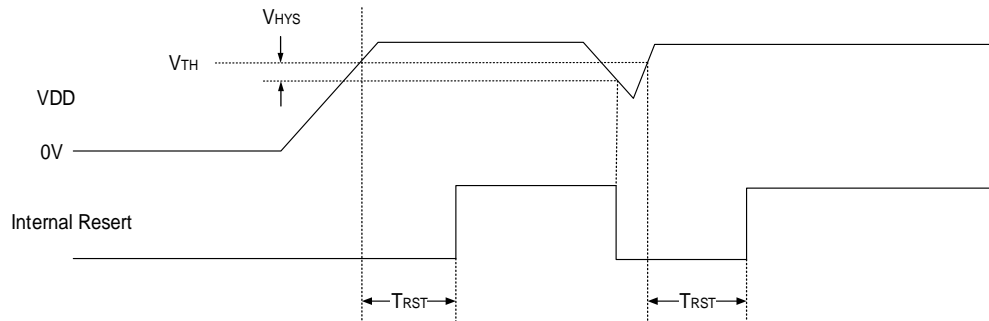 VHYS
VTH
VDD
0V
Internal Resert
TRST TRST